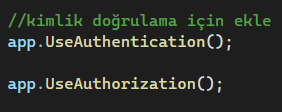 //kimlik doğrulama için ekle
app.UseAuthentication();
app.UseAuthorization();